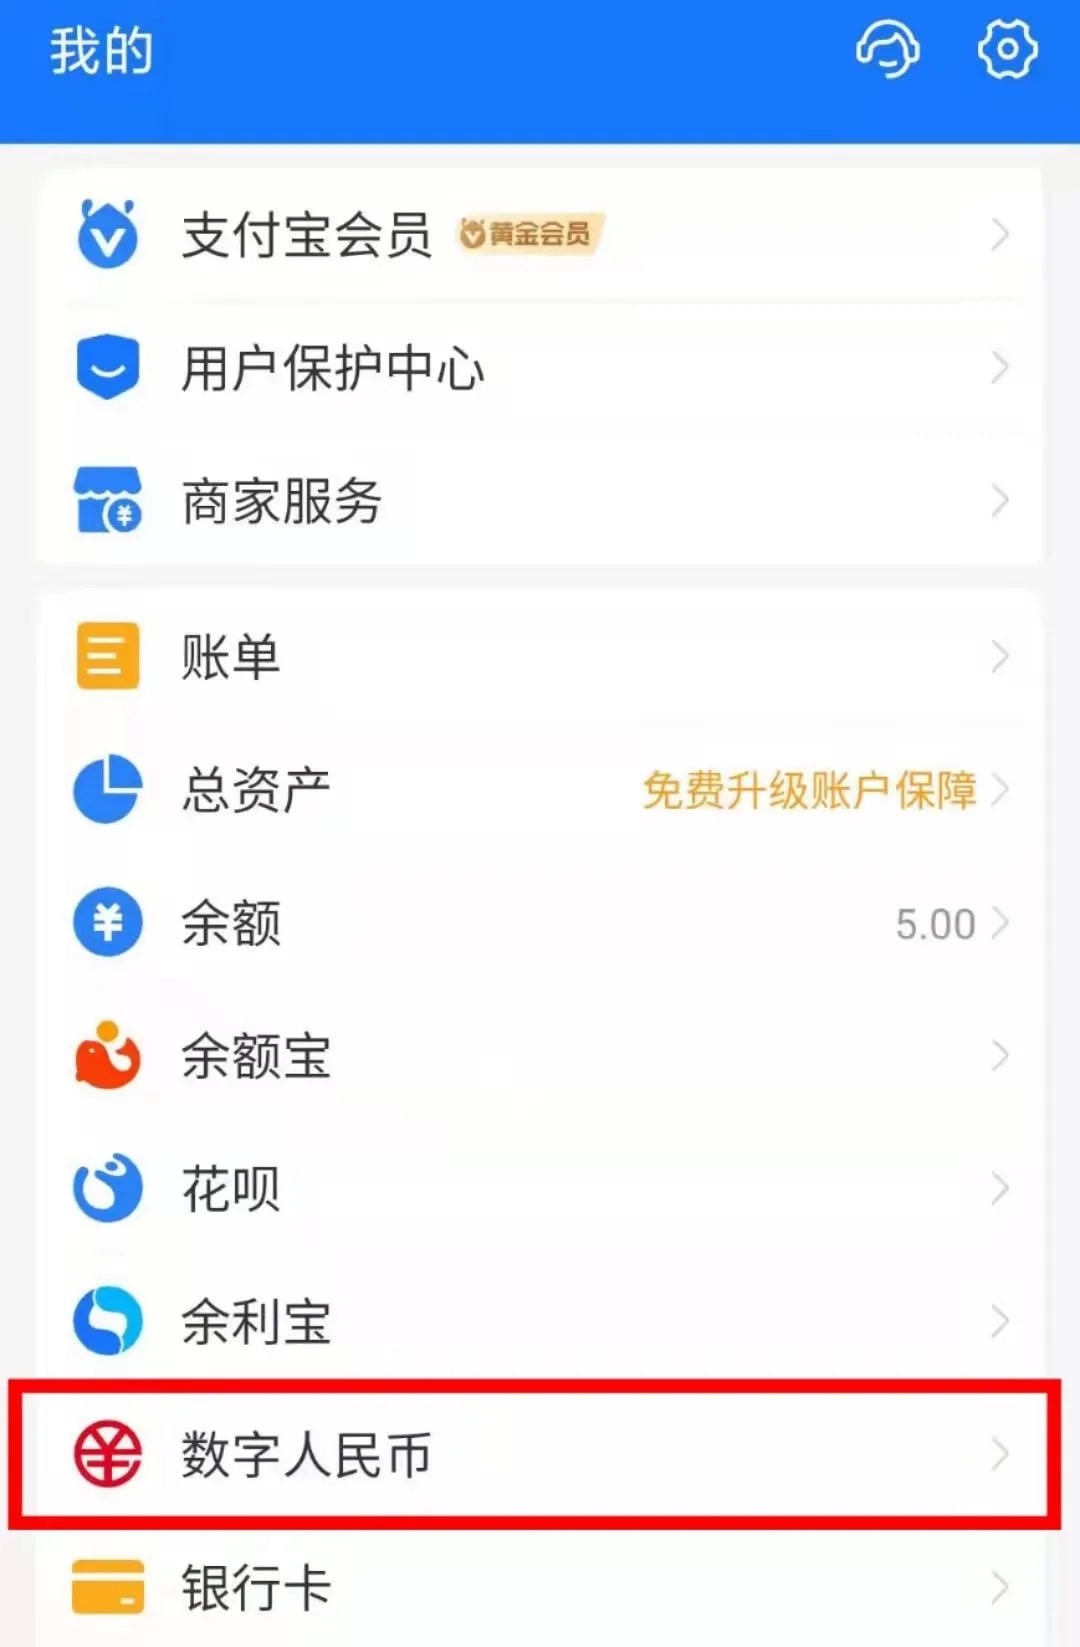 我的
支付宝会员 黄金会员
用户保护中心
商家服务
账单
总资产 免费升级账户保障
余额 5.00
余额宝
花呗
余利宝
数字人民币
银行卡